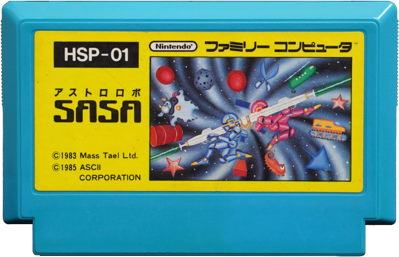 HSP-01
Nintendo
ファミリー コンピュータ
アストロロボ
SASA
©1983 Mass Tael Ltd.
©1985 ASCII
CORPORATION